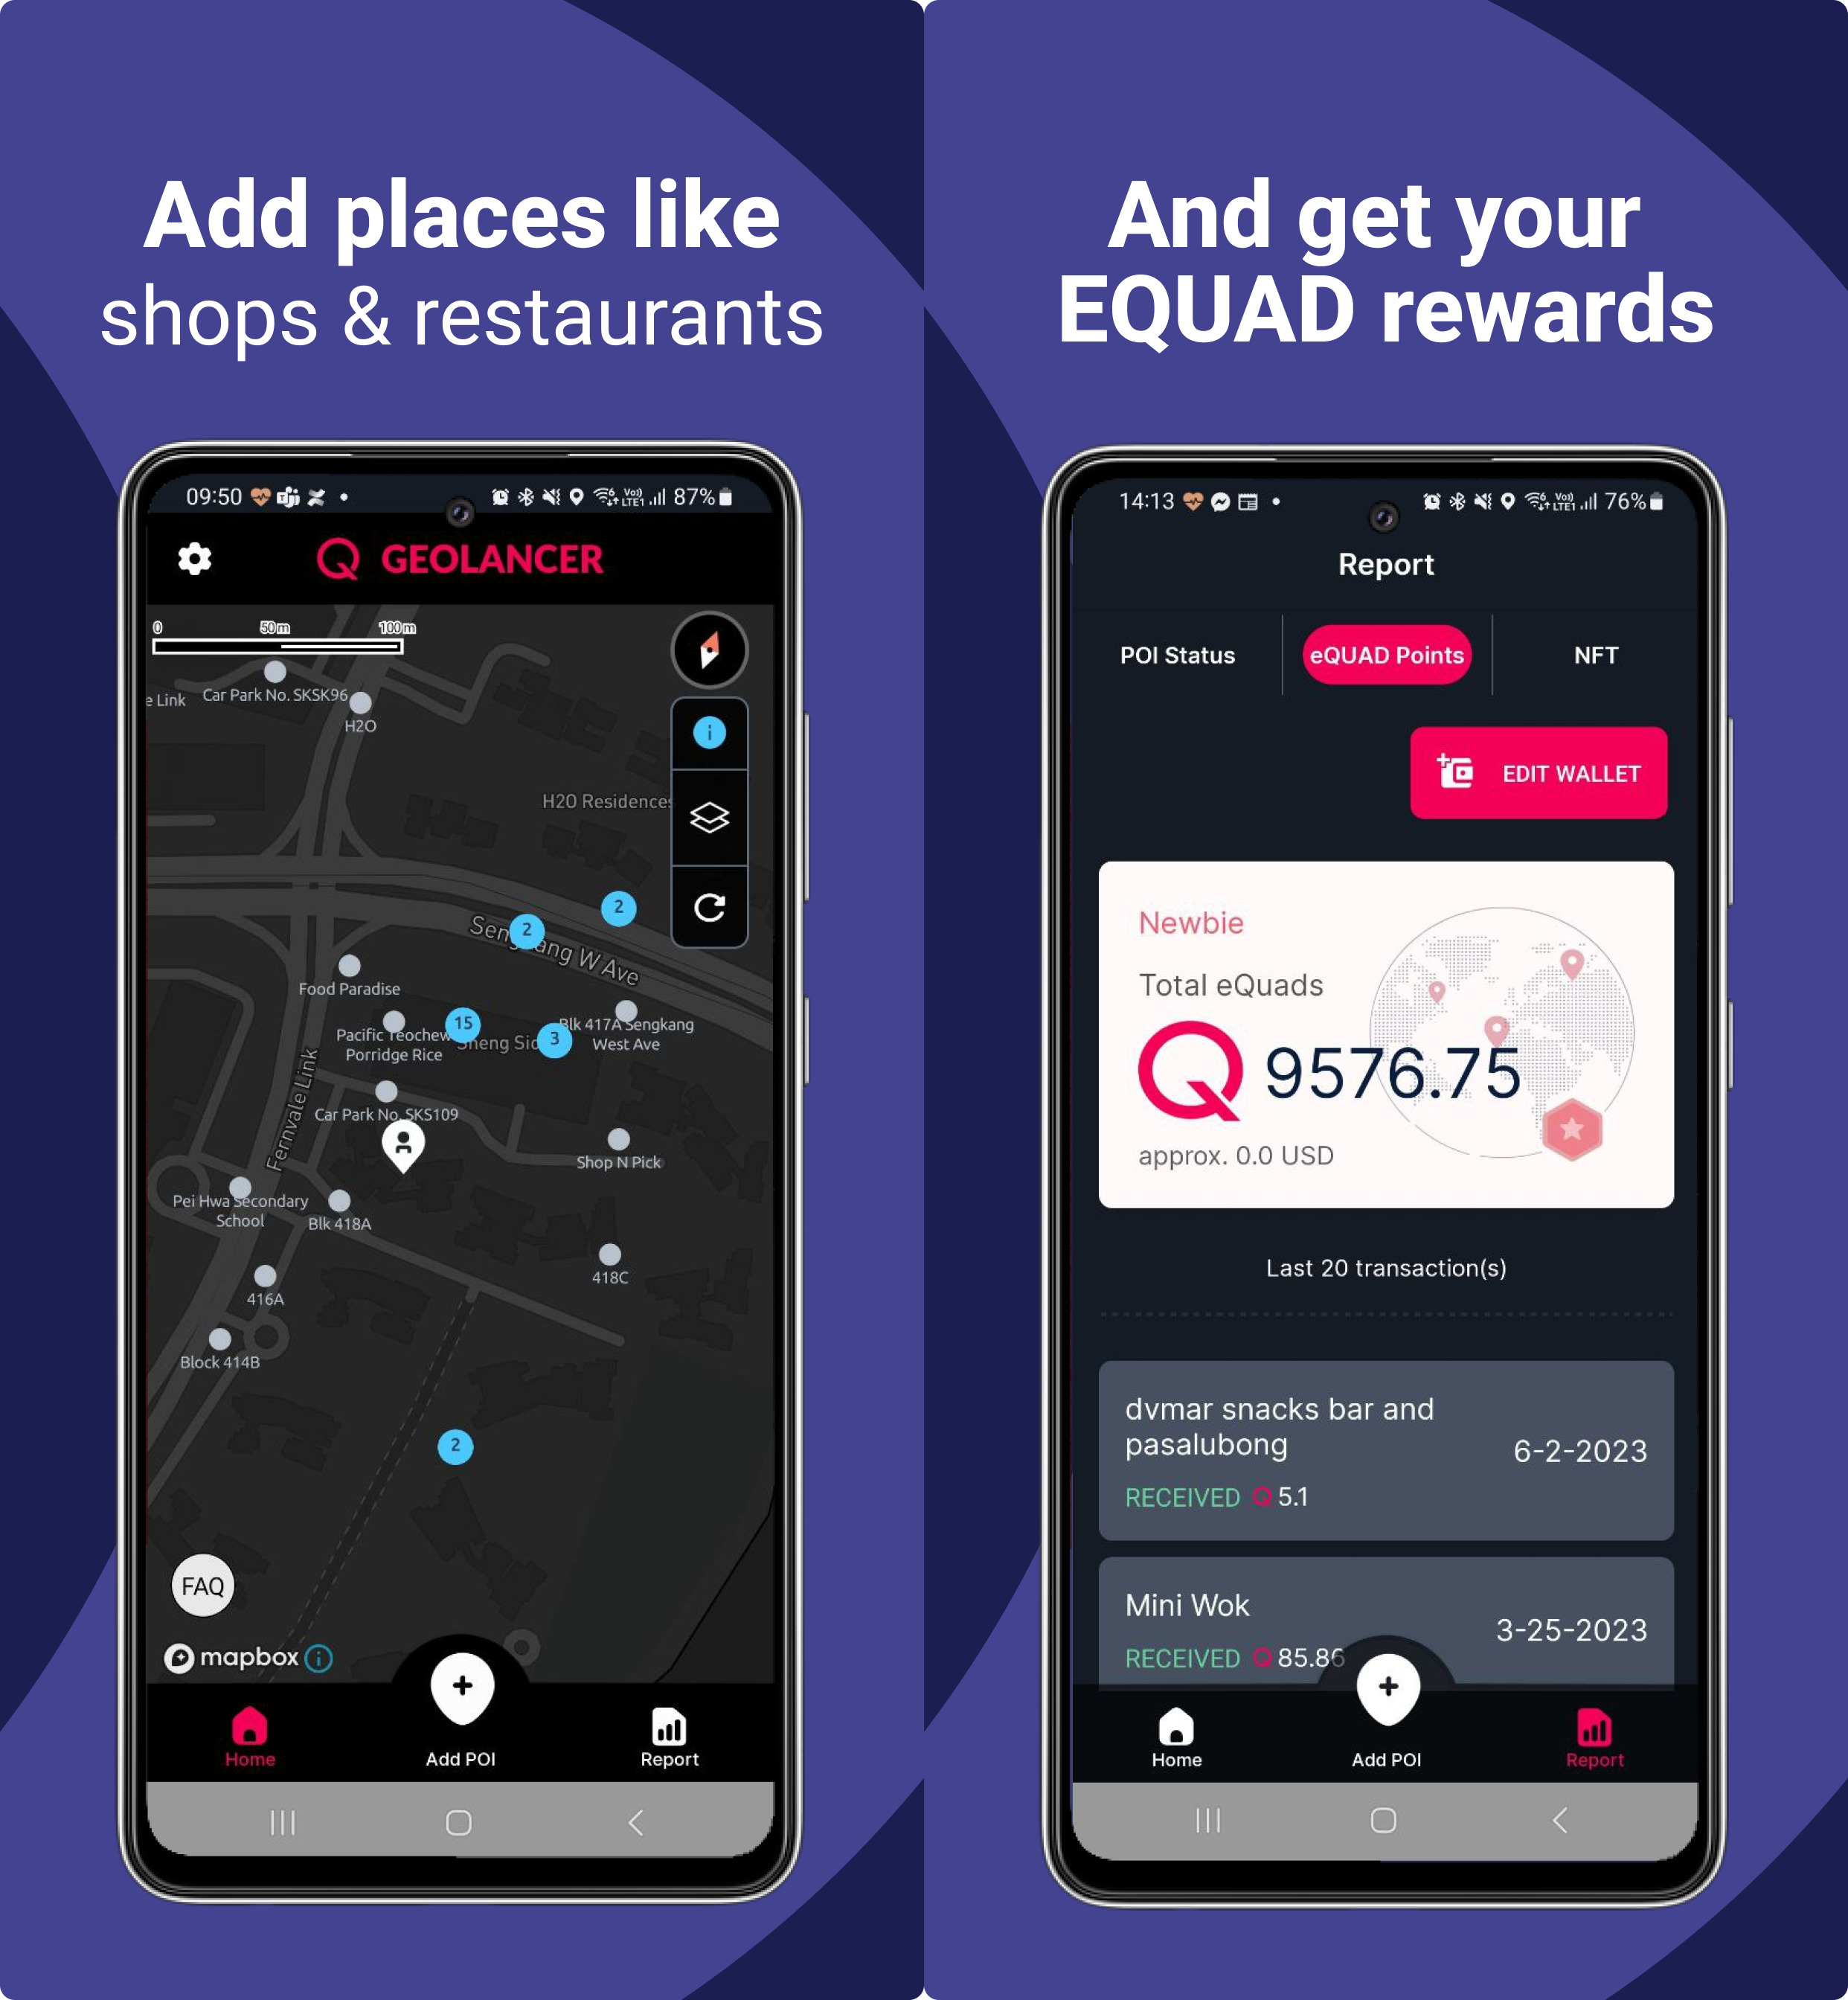 Add places like
shops & restaurants
09:50
LTE1
87%
GEOLANCER
0
50m
100m
e Link
Car Park No. SKSK96
H2O
i
H2O Residences
2
2
Sengkang W Ave
Food Paradise
Pacific Teochew
Porridge Rice
15
Sheng Sio
3
Blk 417A Sengkang
West Ave
Fernvale Link
Car Park No. SKS109
Shop N Pick
Pei Hwa Secondary
School
Blk 418A
418C
416A
Block 414B
2
FAQ
mapbox
Home
Add POI
Report
And get your
EQUAD rewards
14:13
LTE1
76%
Report
POI Status
eQUAD Points
NFT
EDIT WALLET
Newbie
Total eQuads
9576.75
approx. 0.0 USD
Last 20 transaction(s)
dvmar snacks bar and
pasalubong
6-2-2023
RECEIVED Q 5.1
Mini Wok
3-25-2023
RECEIVED Q 85.86
Home
Add POI
Report